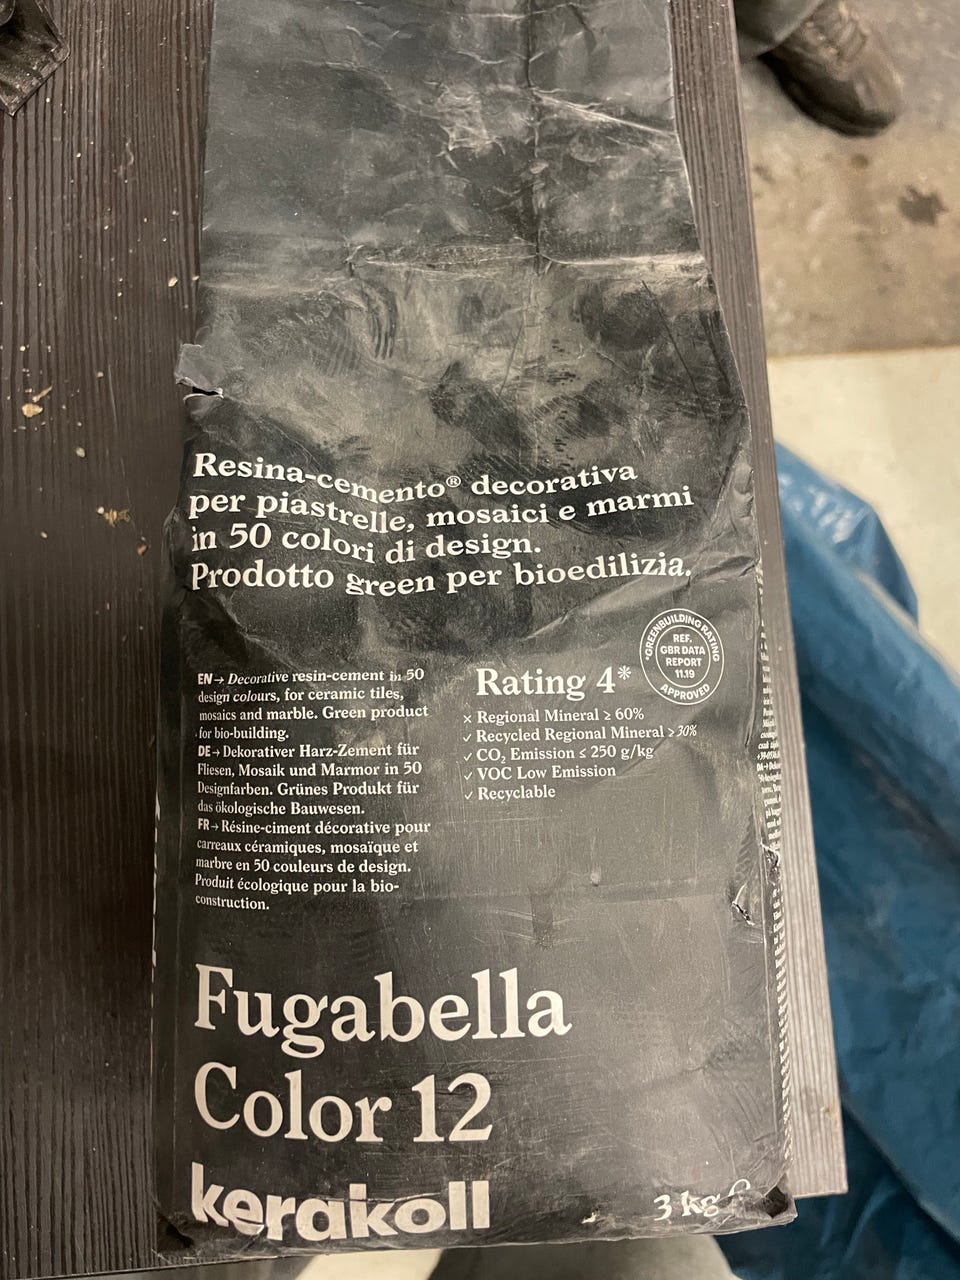 Resina-cemento® decorativa
per piastrelle, mosaici e marmi
in 50 colori di design.
Prodotto green per bioedilizia.
EN→ Decorative resin-cement in 50
design colours, for ceramic tiles,
mosaics and marble. Green product
for bio-building.
DE→ Dekorativer Harz-Zement für
Fliesen, Mosaik und Marmor in 50
Designfarben. Grünes Produkt für
das ökologische Bauwesen.
FR→ Résine-ciment décorative pour
carreaux céramiques, mosaïque et
marbre en 50 couleurs de design.
Produit écologique pour la bio-
construction.
Rating 4*
× Regional Mineral ≥ 60%
✓ Recycled Regional Mineral ≥ 30%
✓ CO₂ Emission ≤ 250 g/kg
✓ VOC Low Emission
✓ Recyclable
*GREENBUILDING RATING
REF.
GBR DATA
REPORT
11.19
APPROVED
Fugabella
Color 12
kerakoll
3 kg